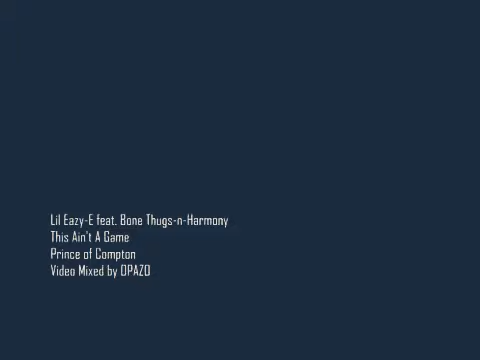 Lil Eazy-E feat. Bone Thugs-n-Harmony
This Ain't A Game
Prince of Compton
Video Mixed by OPAZO